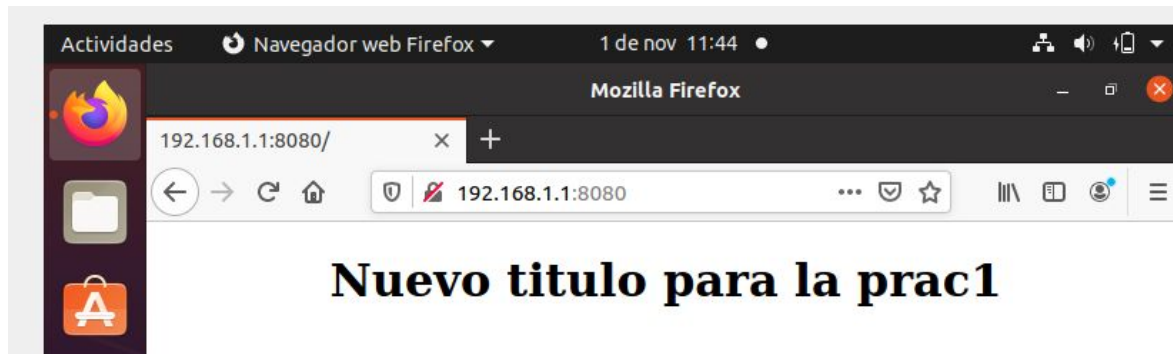 Actividades Navegador web Firefox 1 de nov 11:44
Mozilla Firefox
192.168.1.1:8080/
192.168.1.1:8080
Nuevo titulo para la prac1